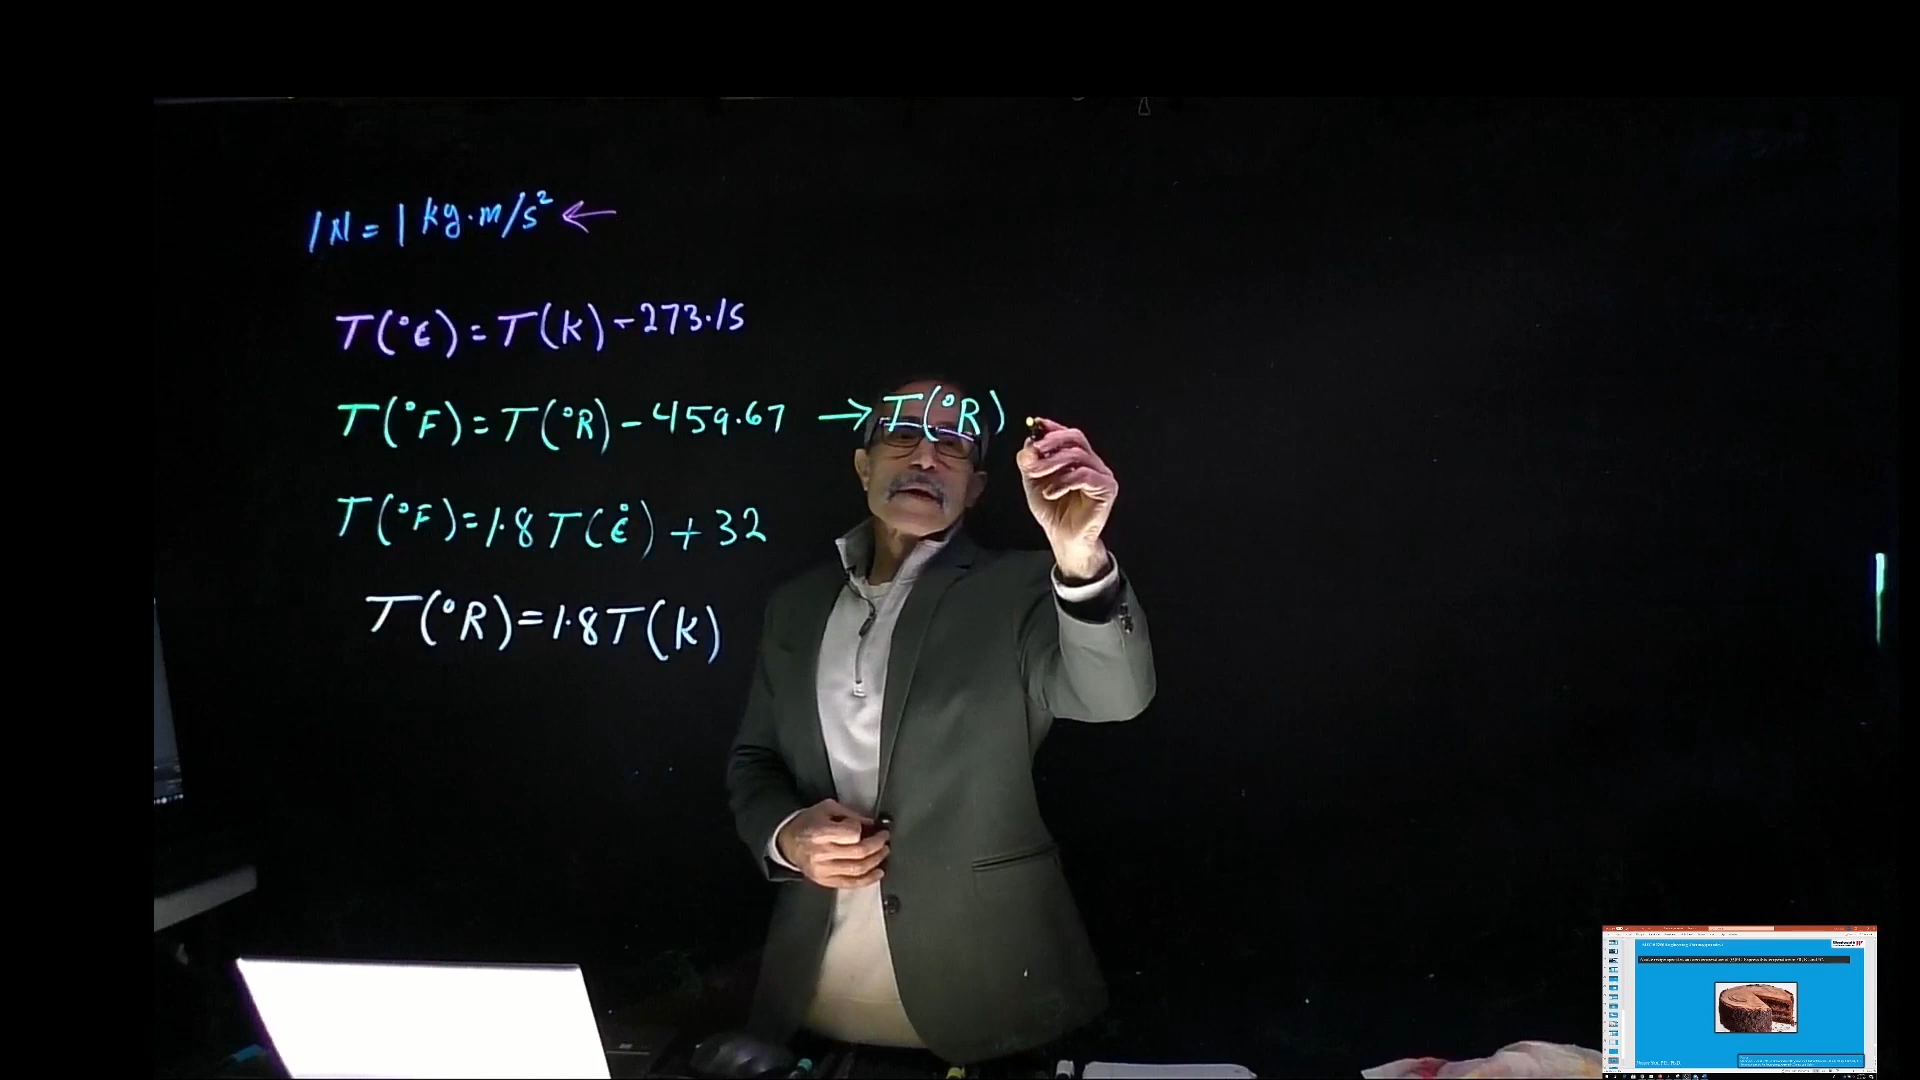 1N = 1 kg.m/s²←
T(°C) = T(K) - 273.15
T(°F) = T(°R) - 459.67 → T(°R)
T(°F) = 1.8 T(°C) + 32
T(°R) = 1.8 T(K)